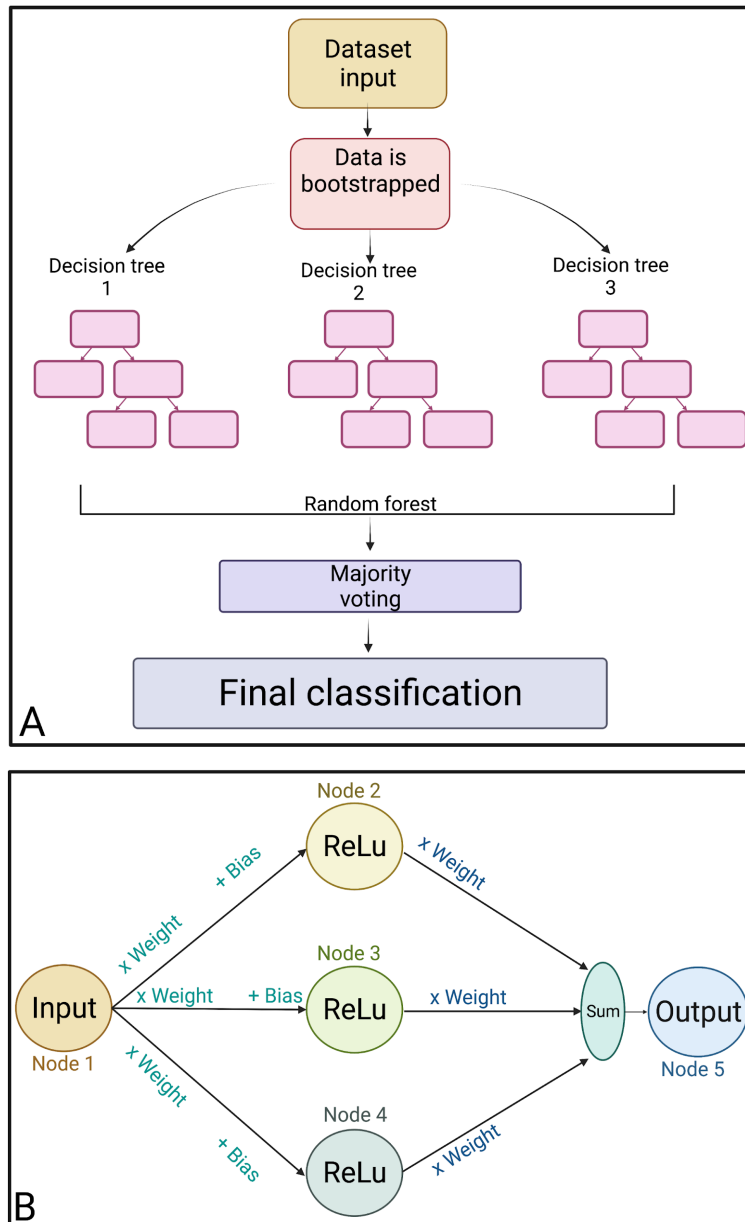 Dataset
input
Data is
bootstrapped
Decision tree
1
Decision tree
2
Decision tree
3
Random forest
Majority
voting
Final classification
A
Node 2
ReLu
+ Bias
x Weight
x Weight
Node 3
ReLu
Input
Node 1
x Weight
+ Bias
x Weight
Sum
Output
Node 5
x Weight
+ Bias
Node 4
ReLu
x Weight
B